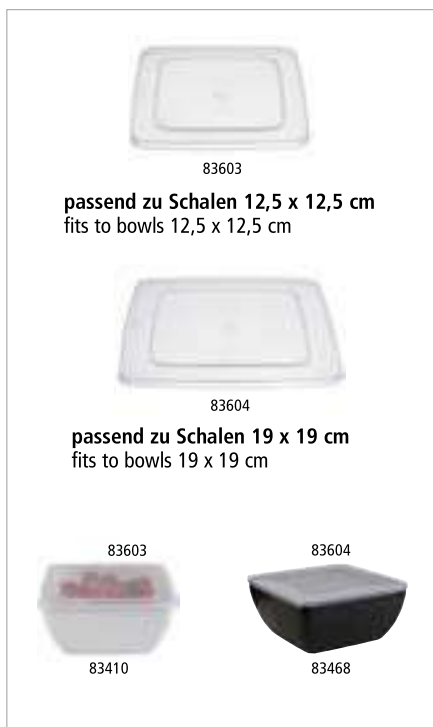 83603
passend zu Schalen 12,5 x 12,5 cm
fits to bowls 12,5 x 12,5 cm
83604
passend zu Schalen 19 x 19 cm
fits to bowls 19 x 19 cm
83603 83604
83410 83468